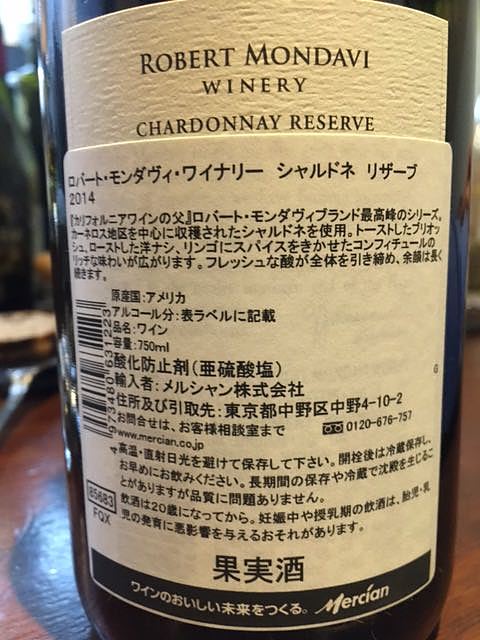 ROBERT MONDAVI
WINERY
CHARDONNAY RESERVE
ロバート・モンダヴィ・ワイナリー シャルドネ リザーブ
2014
『カリフォルニアワインの父』ロバート・モンダヴィブランド最高峰のシリーズ。
カーネロス地区を中心に収穫されたシャルドネを使用。トーストしたブリオッ
シュ、ローストした洋ナシ、リンゴにスパイスをきかせたコンフィチュールの
リッチな味わいが広がります。フレッシュな酸が全体を引き締め、余韻は長く
続きます。
原産国:アメリカ
アルコール分:表ラベルに記載
品名:ワイン
容量:750ml
酸化防止剤(亜硫酸塩)
G
輸入者:メルシャン株式会社
住所及び引取先:東京都中野区中野4-10-2
お問合せは、お客様相談室まで 0120-676-757
www.mercian.co.jp
高温・直射日光を避けて保存して下さい。開栓後は冷蔵保存し、
お早めにお飲みください。長期間の保存や冷蔵で沈殿を生じるこ
とがありますが品質に問題ありません。
飲酒は20歳になってから。妊娠中や授乳期の飲酒は、胎児・乳
児の発育に悪影響を与えるおそれがあります。
4 973480 631223
85683
FQX
果実酒
ワインのおいしい未来をつくる。 Mercian